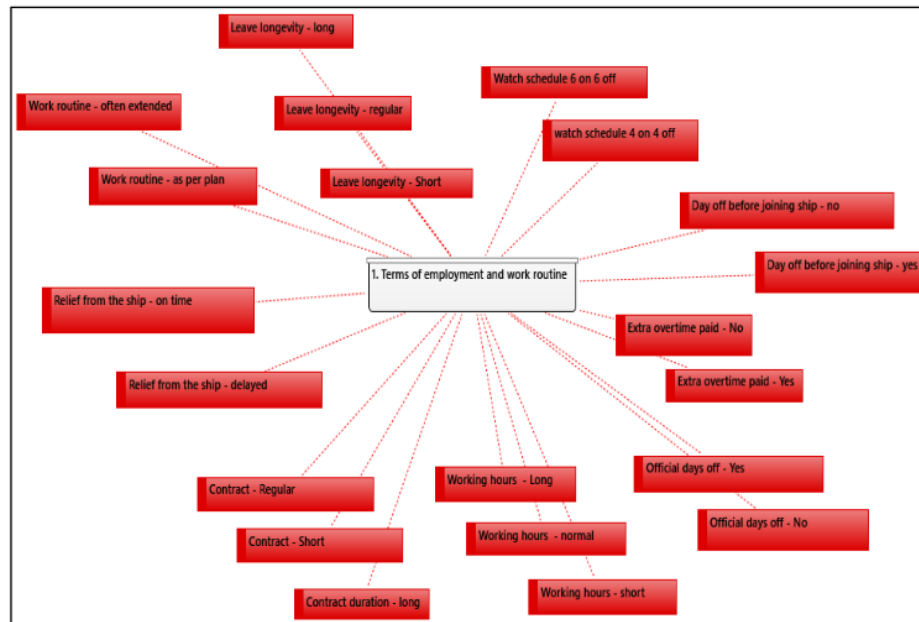 Leave longevity - long
Watch schedule 6 on 6 off
Work routine - often extended
Leave longevity - regular
watch schedule 4 on 4 off
Work routine - as per plan
Leave longevity - Short
Day off before joining ship - no
Day off before joining ship - yes
1. Terms of employment and work routine
Relief from the ship - on time
Extra overtime paid - No
Relief from the ship - delayed
Extra overtime paid - Yes
Official days off - Yes
Contract - Regular
Working hours - Long
Official days off - No
Contract - Short
Working hours - normal
Contract duration - long
Working hours - short